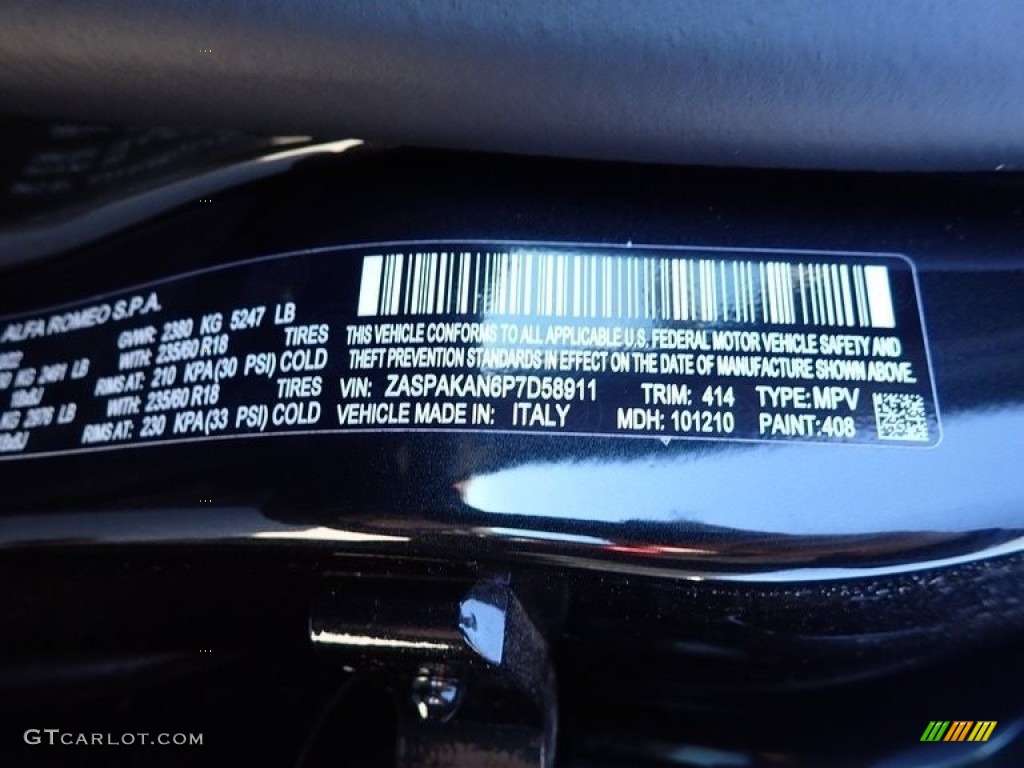 ALFA ROMEO S.P.A.
GVWR: 2380 KG 5247 LB
LB WITH: 235/60 R18 TIRES
RIMS AT: 210 KPA(30 PSI) COLD
LB WITH: 235/60 R18 TIRES
RIMS AT: 230 KPA(33 PSI) COLD
THIS VEHICLE CONFORMS TO ALL APPLICABLE U.S. FEDERAL MOTOR VEHICLE SAFETY AND
THEFT PREVENTION STANDARDS IN EFFECT ON THE DATE OF MANUFACTURE SHOWN ABOVE.
VIN: ZASPAKAN6P7D58911 TRIM: 414 TYPE: MPV
VEHICLE MADE IN: ITALY MDH: 101210 PAINT: 408
GTCARLOT.COM